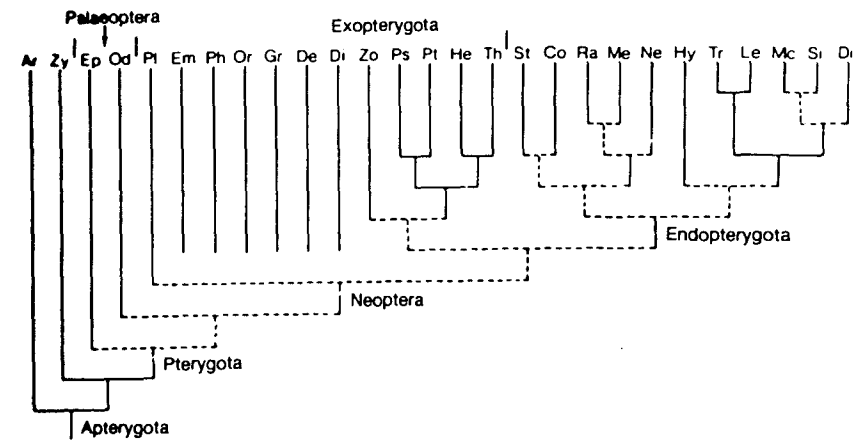 Palaeoptera
Exopterygota
Ar Zy Ep Od Pl Em Ph Or Gr De Di Zo Ps Pt He Th St Co Ra Me Ne Hy Tr Le Mc Si
Endopterygota
Neoptera
Pterygota
Apterygota